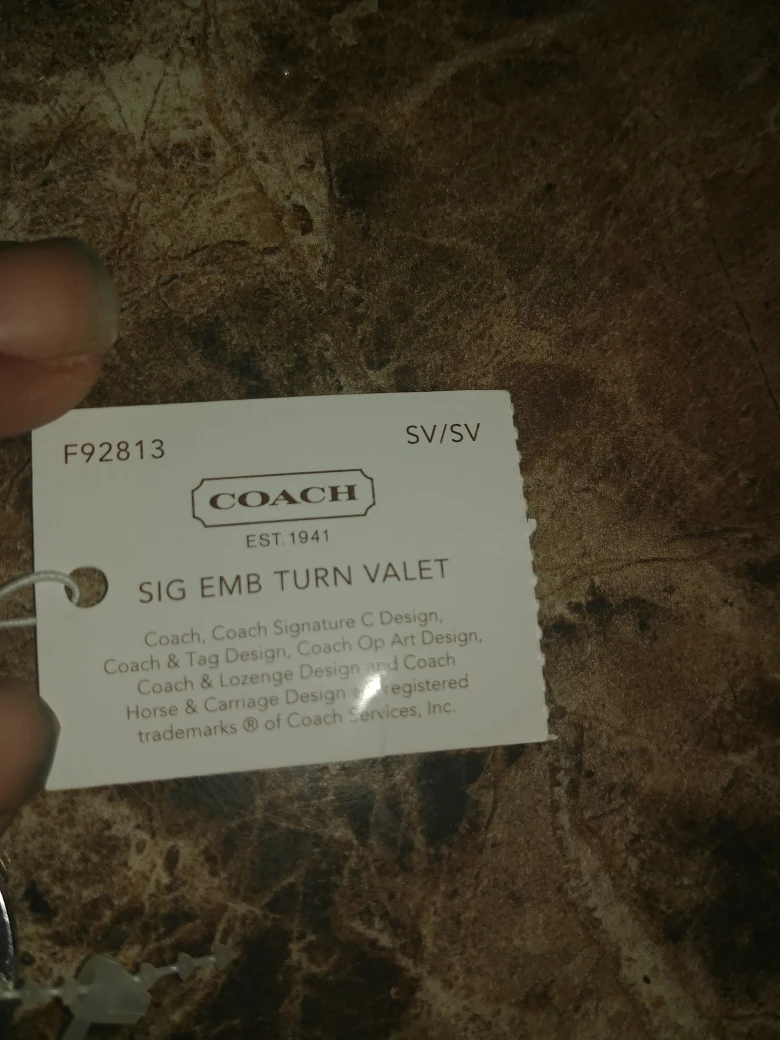 F92813 SV/SV
COACH
EST. 1941
SIG EMB TURN VALET
Coach, Coach Signature C Design,
Coach & Tag Design, Coach Op Art Design,
Coach & Lozenge Design and Coach
Horse & Carriage Design are registered
trademarks ® of Coach Services, Inc.